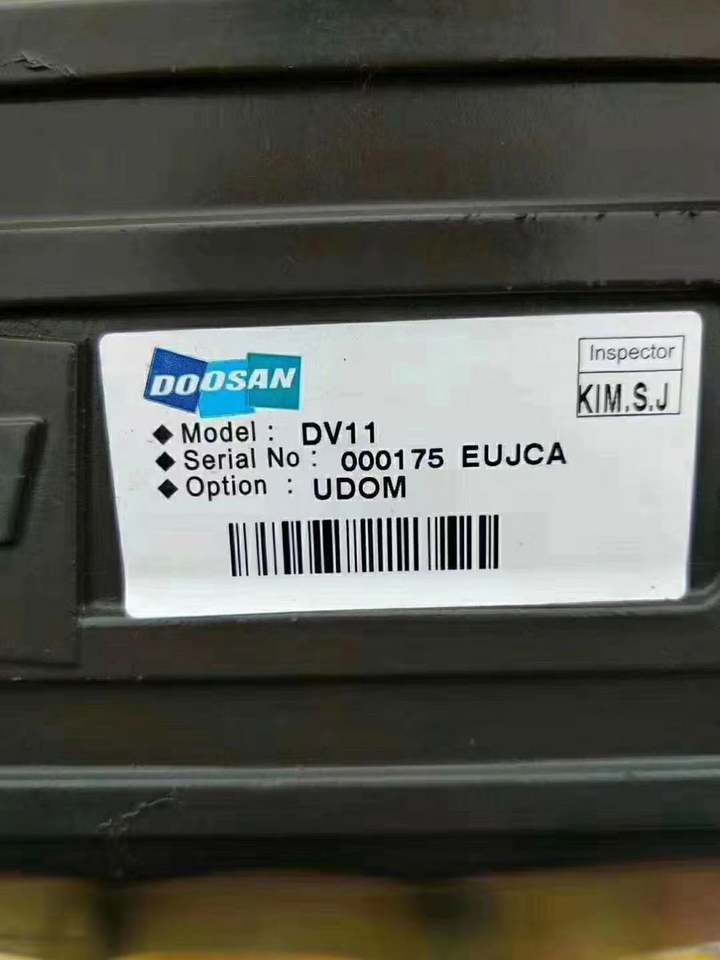 DOOSAN
Inspector
KIM.S.J
◆ Model : DV11
◆ Serial No : 000175 EUJCA
◆ Option : UDOM